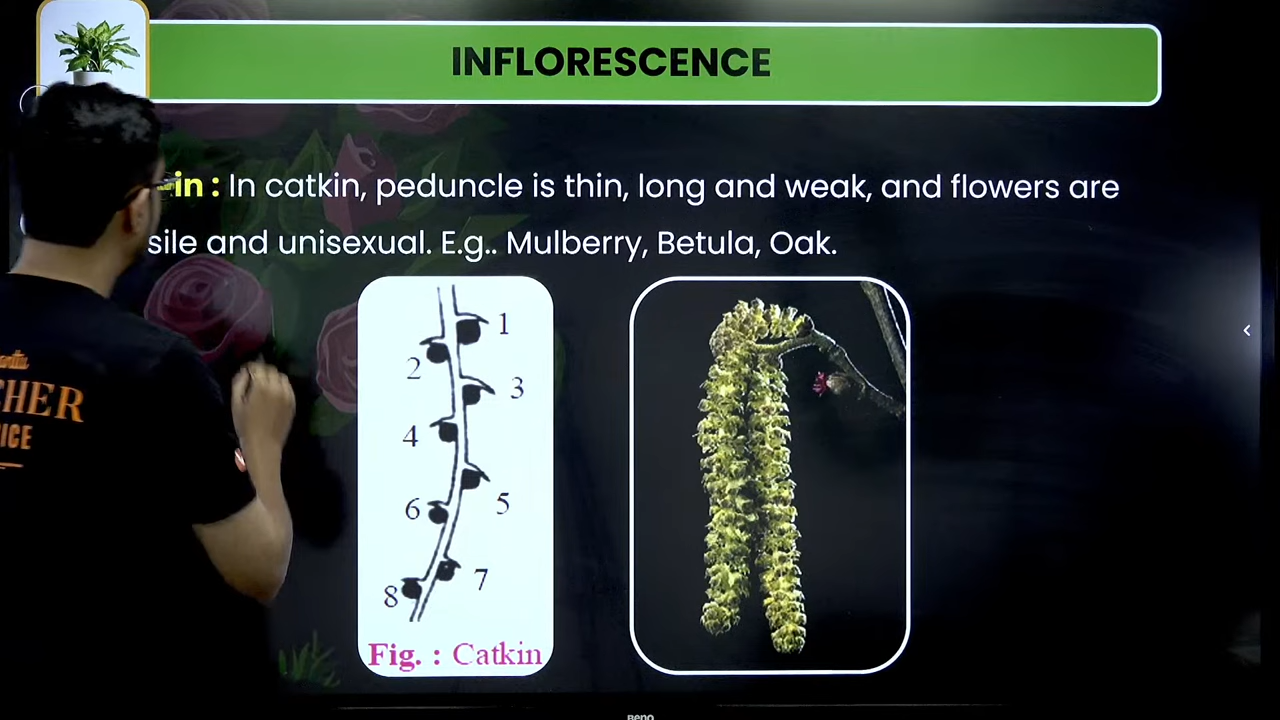 INFLORESCENCE
in : In catkin, peduncle is thin, long and weak, and flowers are
sile and unisexual. E.g.. Mulberry, Betula, Oak.
1
2
3
4
5
6
7
8
Fig. : Catkin
CHER
ICE
BenQ